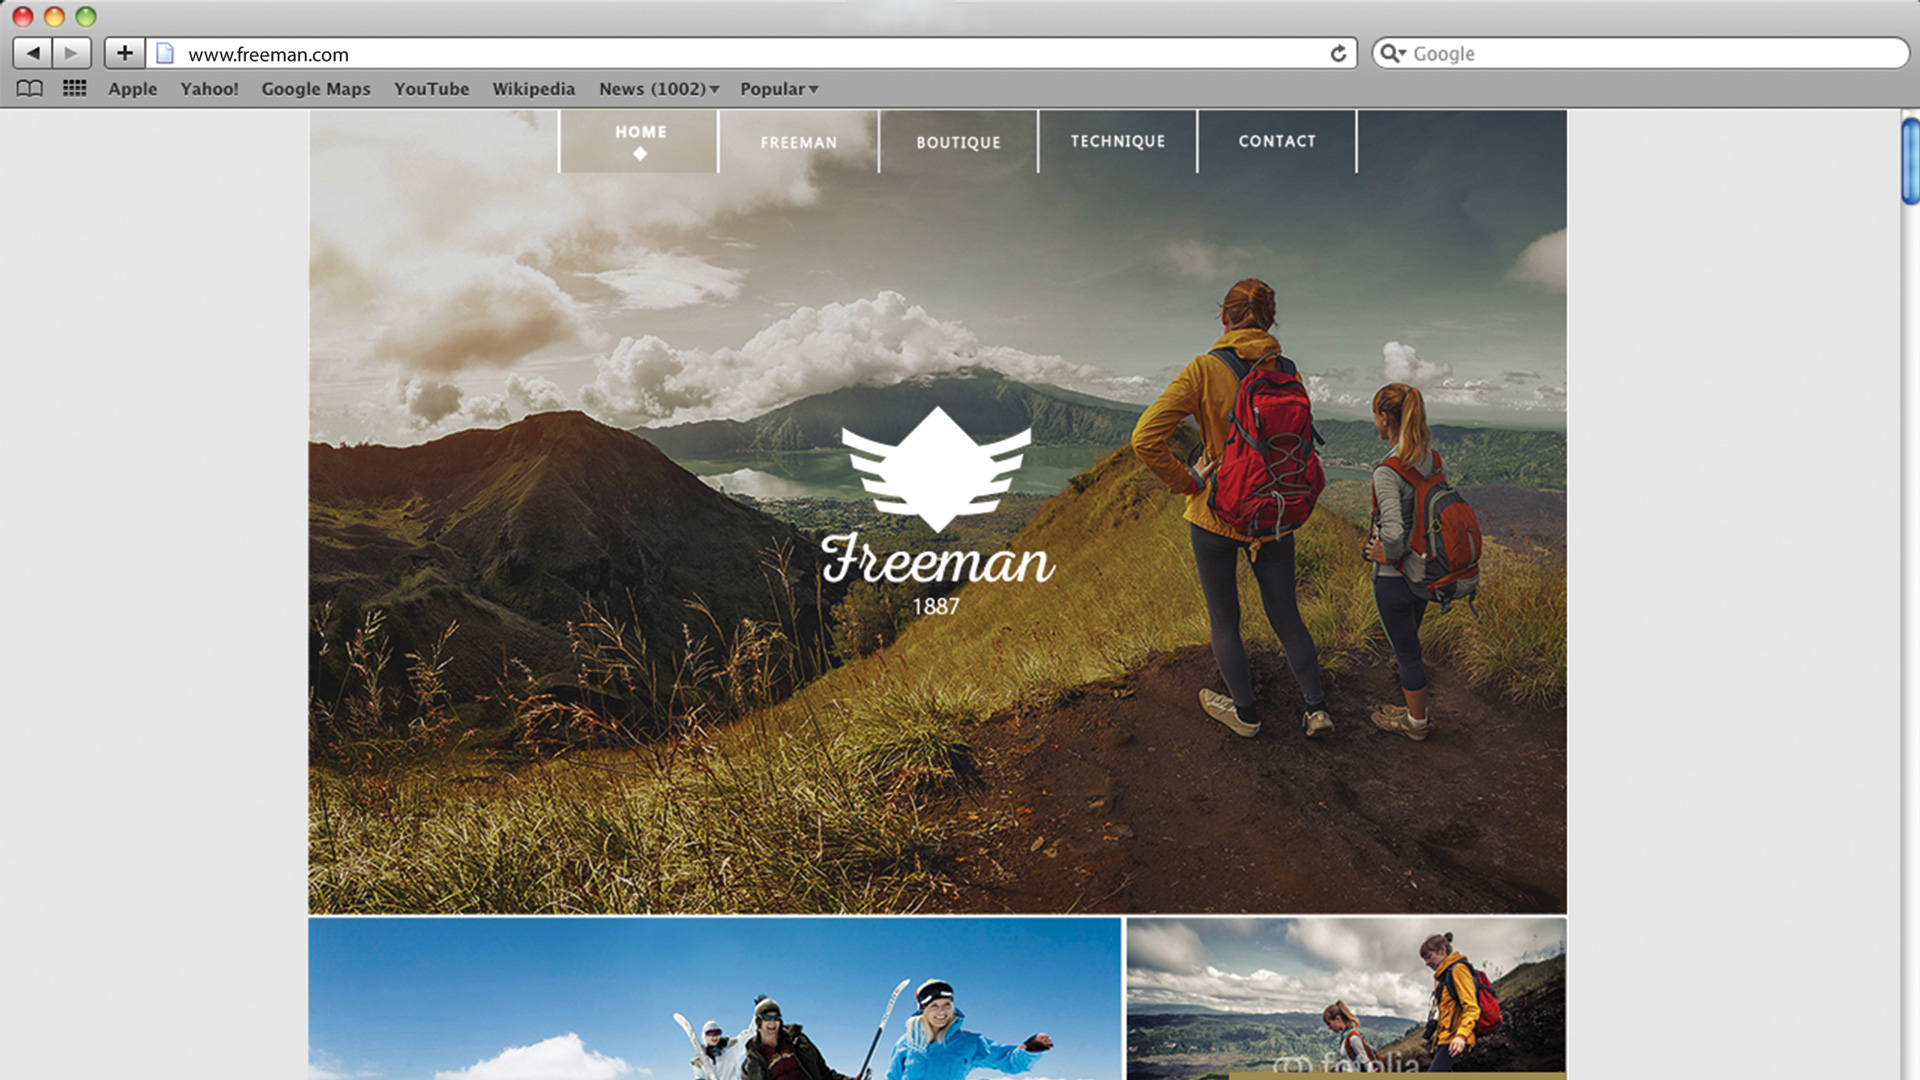 www.freeman.com
Google
Apple Yahoo! Google Maps YouTube Wikipedia News (1002) Popular
HOME FREEMAN BOUTIQUE TECHNIQUE CONTACT
Freeman
1887
fotolia